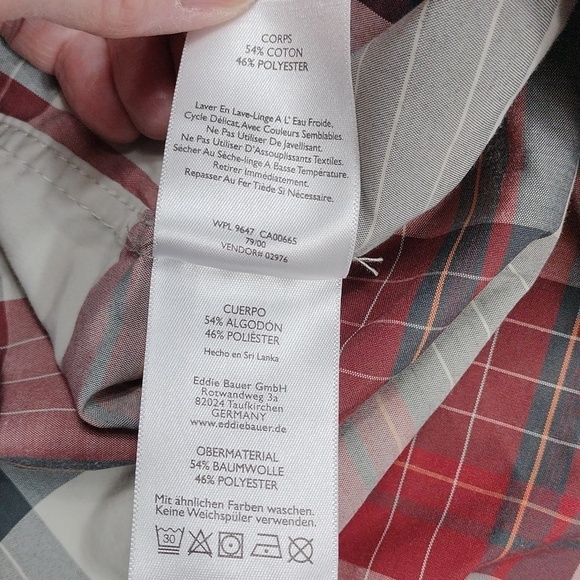 CORPS
54% COTON
46% POLYESTER
Laver En Lave-Linge A L' Eau Froide,
Cycle Délicat, Avec Couleurs Semblables.
Ne Pas Utiliser De Javellisant.
Ne Pas Utiliser D'Assouplissants Textiles.
Sécher Au Sèche-linge A Basse Température.
Retirer Immédiatement.
Repasser Au Fer Tiède Si Nécessaire.
WPL 9647 CA00665
79/00
VENDOR# 02976
CUERPO
54% ALGODÓN
46% POLIÉSTER
Hecho en Sri Lanka
Eddie Bauer GmbH
Rotwandweg 3a
82024 Taufkirchen
GERMANY
www.eddiebauer.de
OBERMATERIAL
54% BAUMWOLLE
46% POLYESTER
Mit ähnlichen Farben waschen.
Keine Weichspüler verwenden.
30